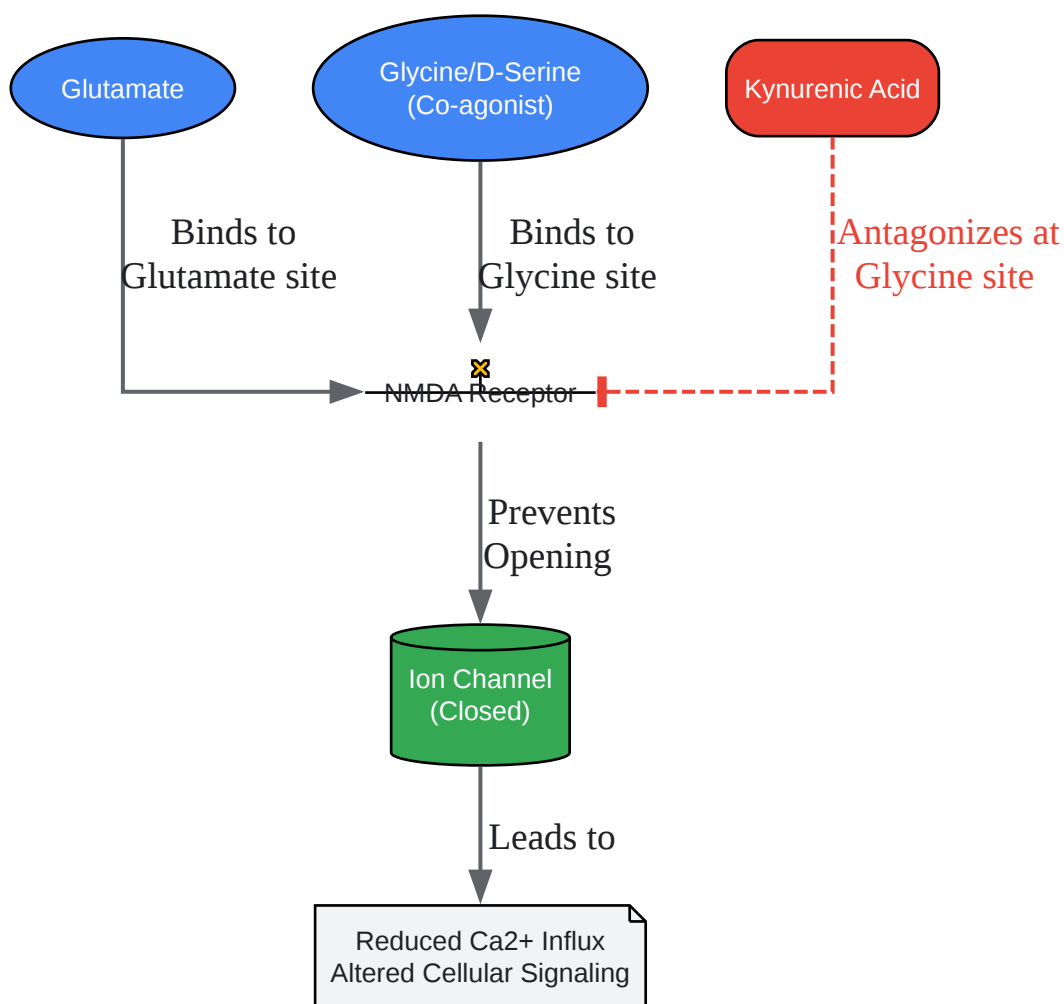 Glutamate
Glycine/D-Serine
(Co-agonist)
Kynurenic Acid
Binds to
Glutamate site
Binds to
Glycine site
Antagonizes at
Glycine site
NMDA Receptor
Prevents
Opening
Ion Channel
(Closed)
Leads to
Reduced Ca2+ Influx
Altered Cellular Signaling